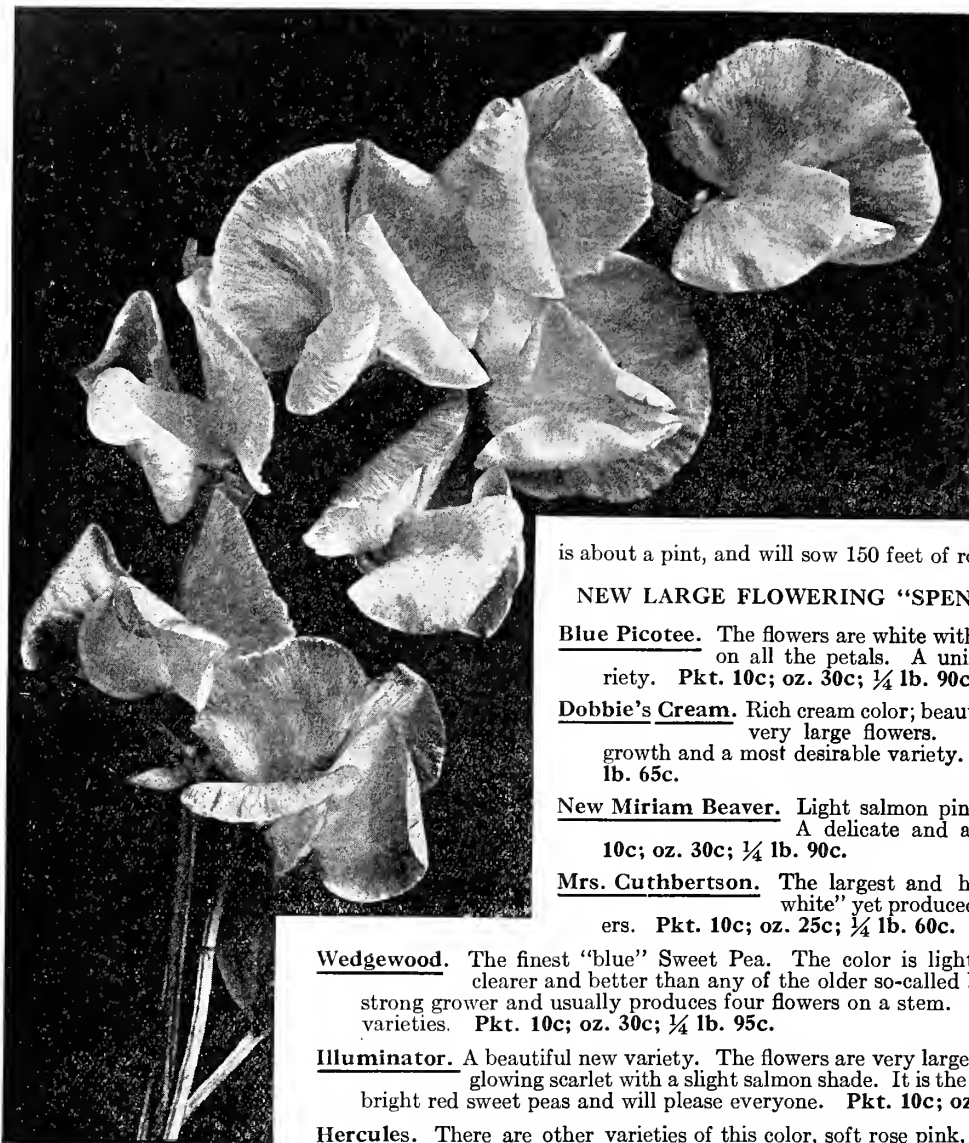 is about a pint, and will sow 150 feet of
NEW LARGE FLOWERING “SPEN
Blue Picotee. The flowers are white with
on all the petals. A uni
riety. Pkt. 10c; oz. 30c; ¼ lb. 90c
Dobbie's Cream. Rich cream color; beau
very large flowers.
growth and a most desirable variety.
lb. 65c.
New Miriam Beaver. Light salmon pin
A delicate and a
10c; oz. 30c; ¼ lb. 90c.
Mrs. Cuthbertson. The largest and h
white” yet produced
ers. Pkt. 10c; oz. 25c; ¼ lb. 60c.
Wedgewood. The finest “blue” Sweet Pea. The color is light
clearer and better than any of the older so-called
strong grower and usually produces four flowers on a stem.
varieties. Pkt. 10c; oz. 30c; ¼ lb. 95c.
Illuminator. A beautiful new variety. The flowers are very large
glowing scarlet with a slight salmon shade. It is the
bright red sweet peas and will please everyone. Pkt. 10c; oz
Hercules. There are other varieties of this color, soft rose pink,